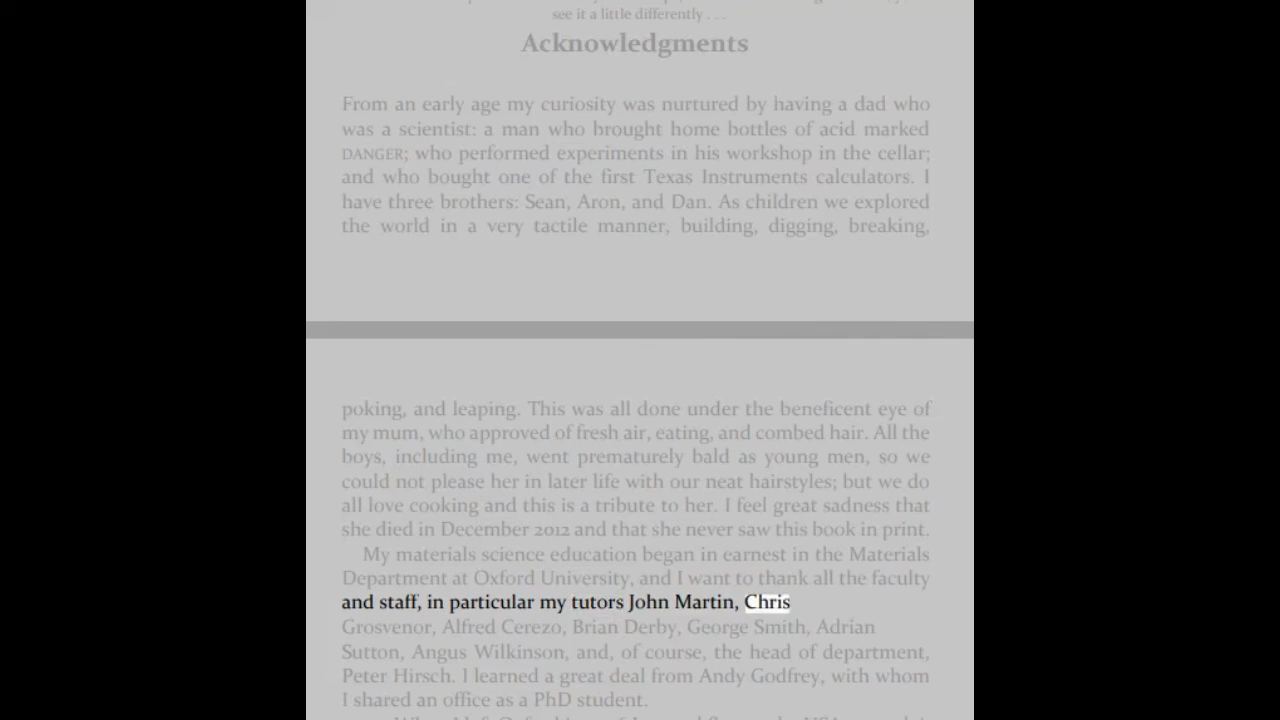 see it a little differently . . .
Acknowledgments
From an early age my curiosity was nurtured by having a dad who
was a scientist: a man who brought home bottles of acid marked
DANGER; who performed experiments in his workshop in the cellar;
and who bought one of the first Texas Instruments calculators. I
have three brothers: Sean, Aron, and Dan. As children we explored
the world in a very tactile manner, building, digging, breaking,
poking, and leaping. This was all done under the beneficent eye of
my mum, who approved of fresh air, eating, and combed hair. All the
boys, including me, went prematurely bald as young men, so we
could not please her in later life with our neat hairstyles; but we do
all love cooking and this is a tribute to her. I feel great sadness that
she died in December 2012 and that she never saw this book in print.
My materials science education began in earnest in the Materials
Department at Oxford University, and I want to thank all the faculty
and staff, in particular my tutors John Martin, Chris
Grosvenor, Alfred Cerezo, Brian Derby, George Smith, Adrian
Sutton, Angus Wilkinson, and, of course, the head of department,
Peter Hirsch. I learned a great deal from Andy Godfrey, with whom
I shared an office as a PhD student.